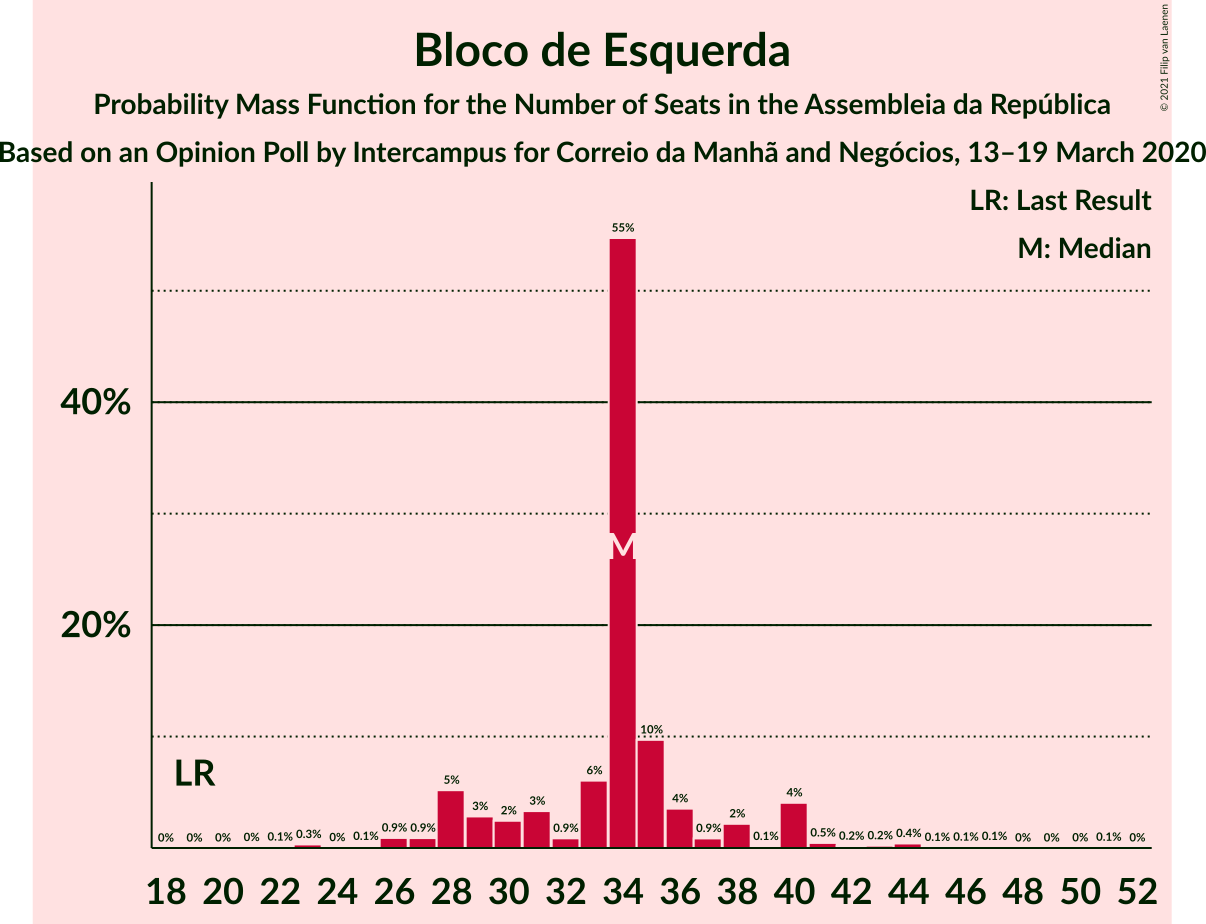 Bloco de Esquerda
Probability Mass Function for the Number of Seats in the Assembleia da República
Based on an Opinion Poll by Intercampus for Correio da Manhã and Negócios, 13–19 March 2020
© 2021 Filip van Laenen
LR: Last Result
M: Median
55%
40%
M
20%
10%
LR
6%
5%
4%
4%
3%
3%
2%
2%
0% 0% 0% 0% 0.1% 0.3% 0% 0.1% 0.9% 0.9% 0.9% 0.9% 0.1% 0.5% 0.2% 0.2% 0.4% 0.1% 0.1% 0.1% 0% 0% 0% 0.1% 0%
18 20 22 24 26 28 30 32 34 36 38 40 42 44 46 48 50 52